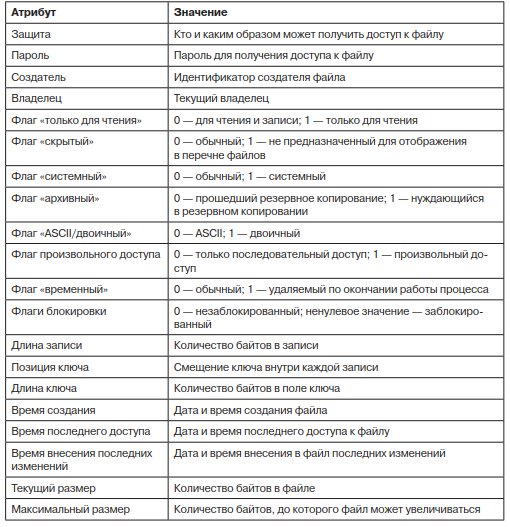 Атрибут Значение
Защита Кто и каким образом может получить доступ к файлу
Пароль Пароль для получения доступа к файлу
Создатель Идентификатор создателя файла
Владелец Текущий владелец
Флаг «только для чтения» 0 — для чтения и записи; 1 — только для чтения
Флаг «скрытый» 0 — обычный; 1 — не предназначенный для отображения
в перечне файлов
Флаг «системный» 0 — обычный; 1 — системный
Флаг «архивный» 0 — прошедший резервное копирование; 1 — нуждающийся
в резервном копировании
Флаг «ASCII/двоичный» 0 — ASCII; 1 — двоичный
Флаг произвольного доступа 0 — только последовательный доступ; 1 — произвольный до-
ступ
Флаг «временный» 0 — обычный; 1 — удаляемый по окончании работы процесса
Флаги блокировки 0 — незаблокированный; ненулевое значение — заблокиро-
ванный
Длина записи Количество байтов в записи
Позиция ключа Смещение ключа внутри каждой записи
Длина ключа Количество байтов в поле ключа
Время создания Дата и время создания файла
Время последнего доступа Дата и время последнего доступа к файлу
Время внесения последних Дата и время внесения в файл последних изменений
изменений
Текущий размер Количество байтов в файле
Максимальный размер Количество байтов, до которого файл может увеличиваться